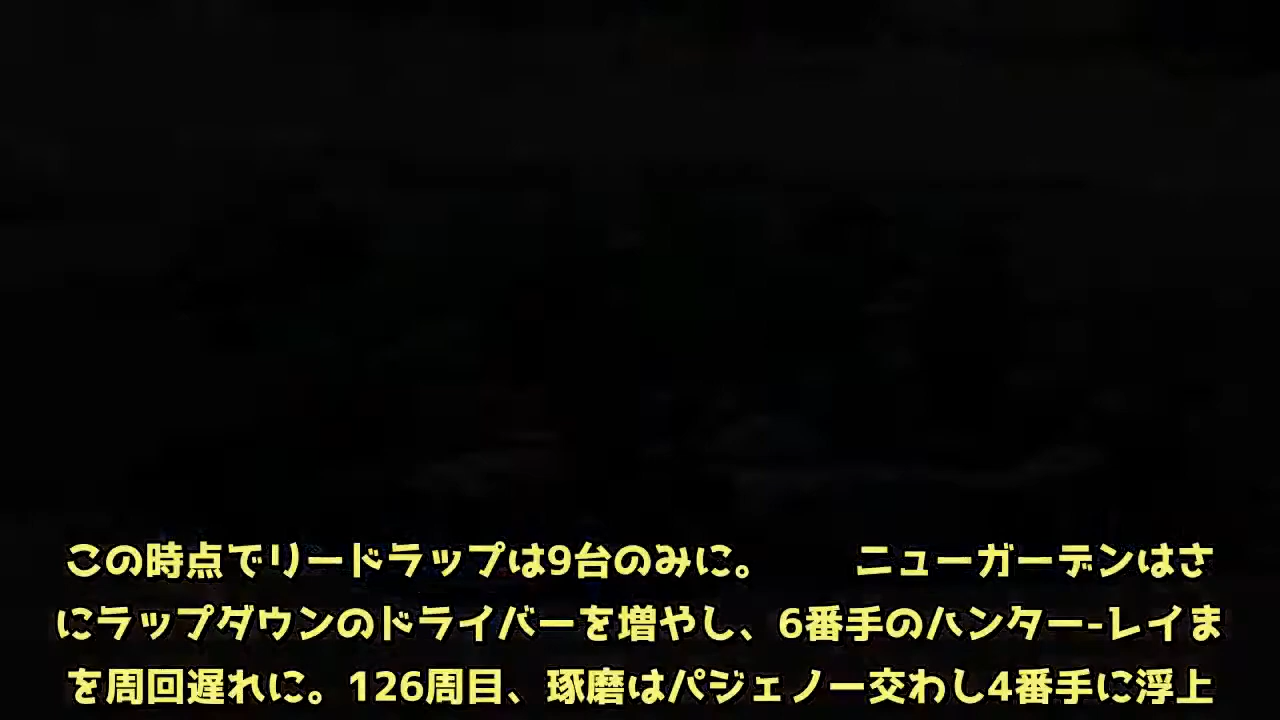 この時点でリードラップは9台のみに。　　ニューガーデンはさ
にラップダウンのドライバーを増やし、6番手のハンター-レイま
を周回遅れに。126周目、琢磨はパジェノー交わし4番手に浮上